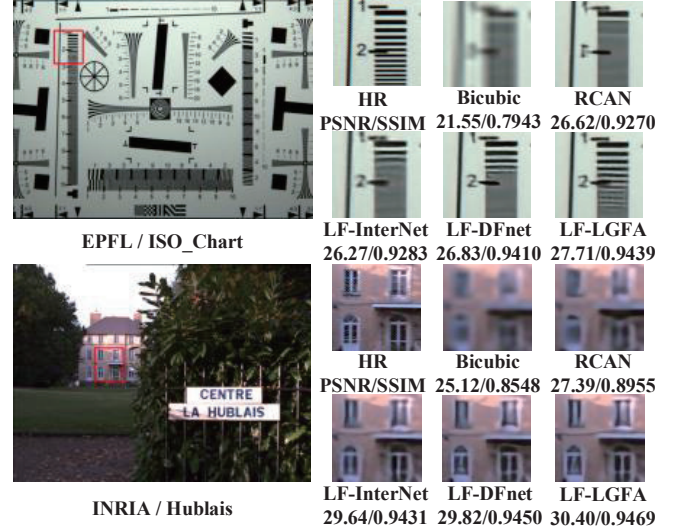 HR Bicubic RCAN
PSNR/SSIM 21.55/0.7943 26.62/0.9270
LF-InterNet LF-DFnet LF-LGFA
26.27/0.9283 26.83/0.9410 27.71/0.9439
EPFL / ISO_Chart
HR Bicubic RCAN
PSNR/SSIM 25.12/0.8548 27.39/0.8955
CENTRE
LA HUBLAIS
LF-InterNet LF-DFnet LF-LGFA
29.64/0.9431 29.82/0.9450 30.40/0.9469
INRIA / Hublais